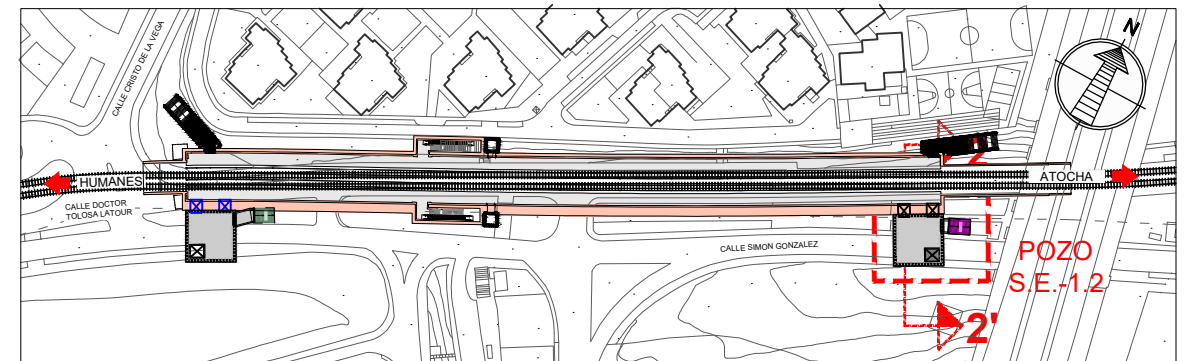 CALLE CRISTO DE LA VEGA
N
2
HUMANES
ATOCHA
CALLE DOCTOR
TOLOSA LATOUR
CALLE SIMON GONZALEZ
POZO
S.E.-1.2
2'